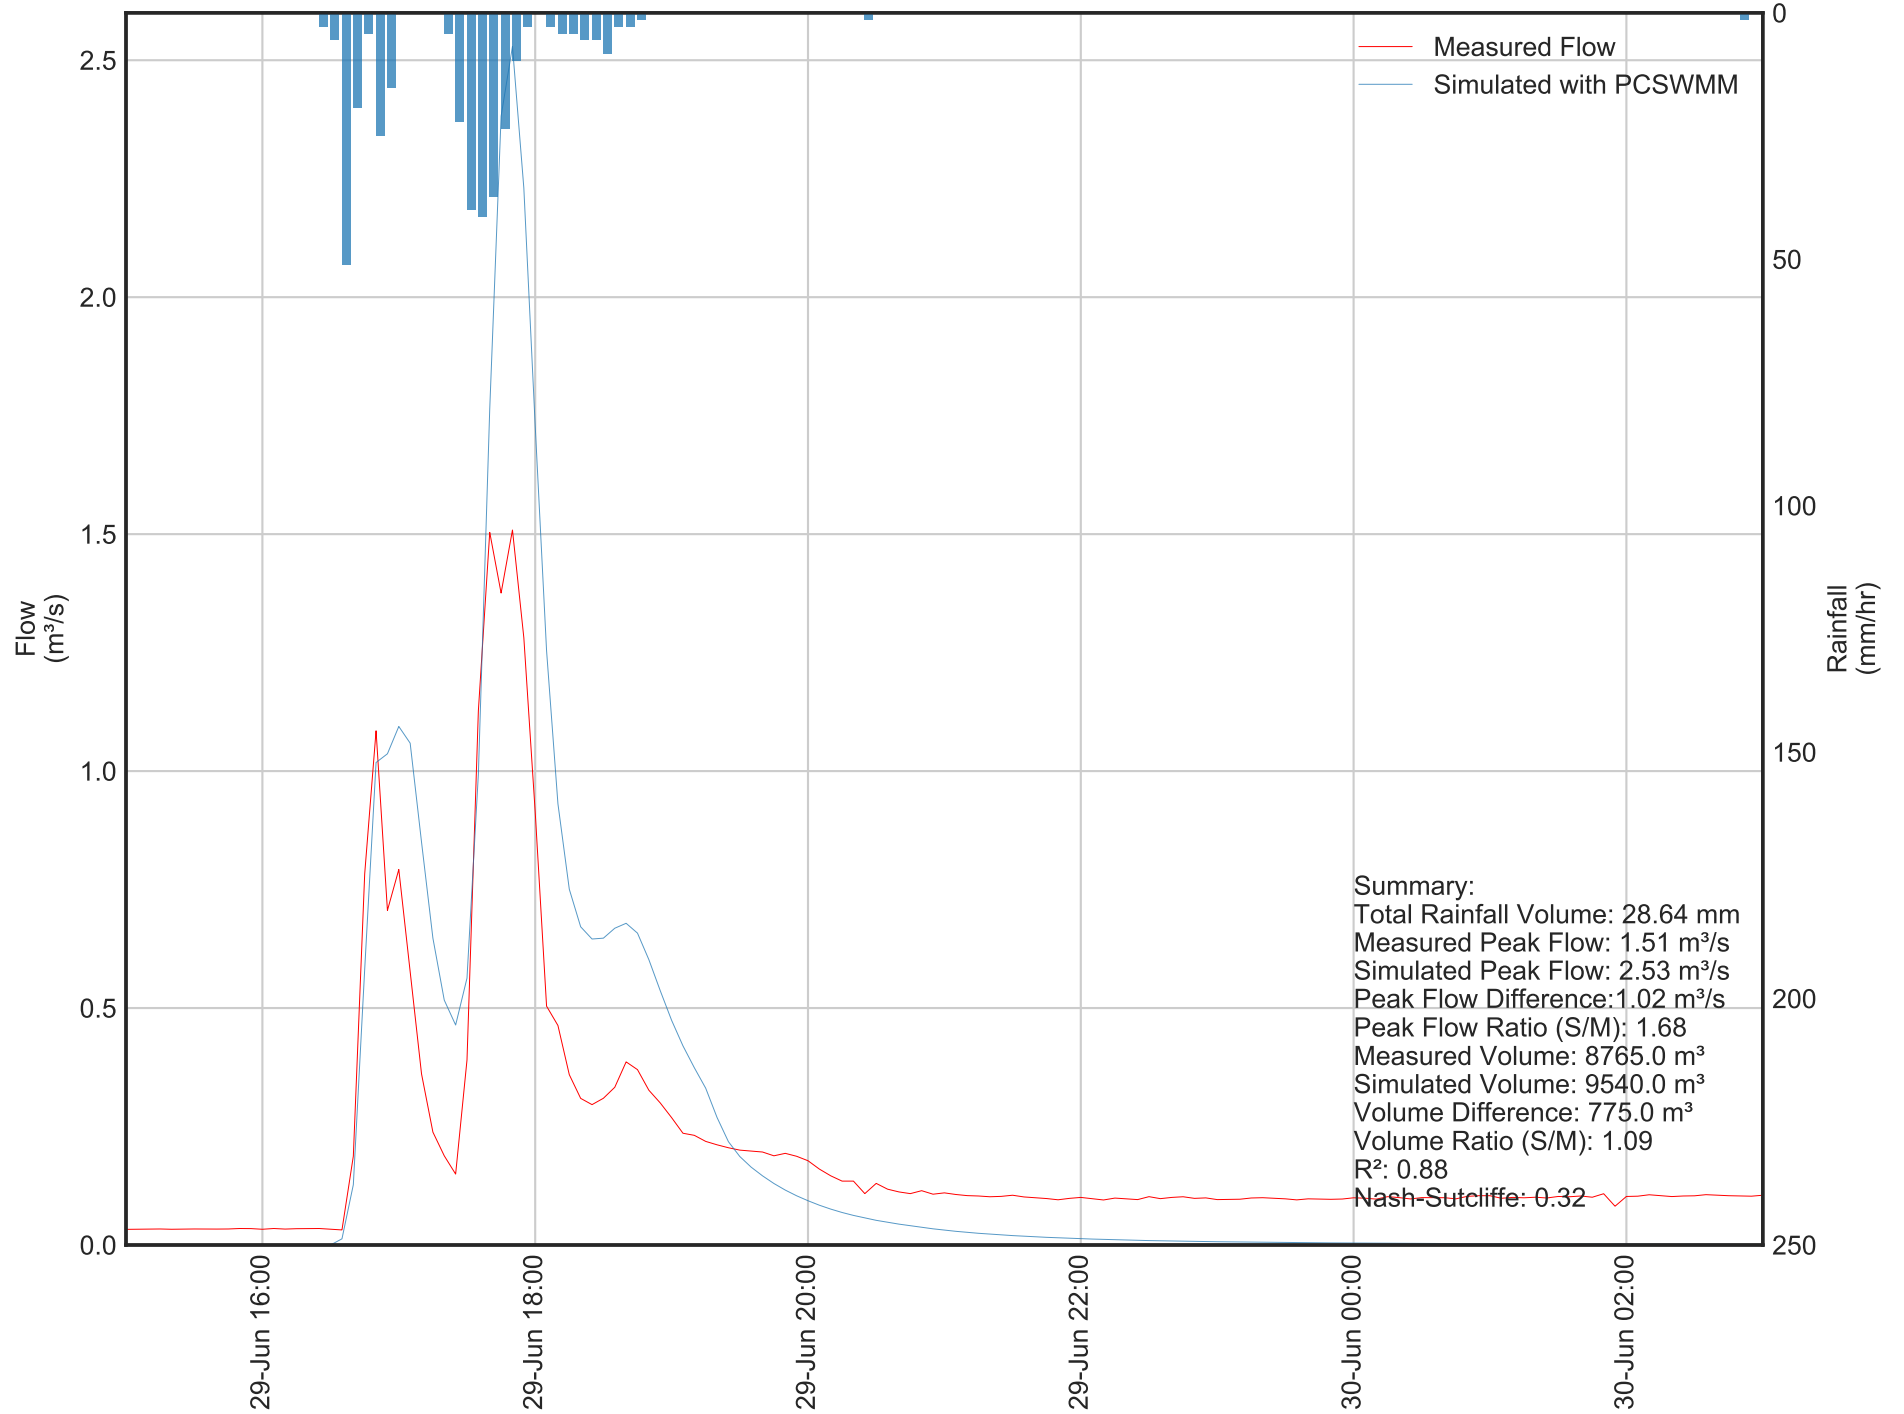 Measured Flow
Simulated with PCSWMM
2.5
2.0
1.5
1.0
0.5
0.0
Flow
(m³/s)
0
50
100
150
200
250
Rainfall
(mm/hr)
Summary:
Total Rainfall Volume: 28.64 mm
Measured Peak Flow: 1.51 m³/s
Simulated Peak Flow: 2.53 m³/s
Peak Flow Difference:1.02 m³/s
Peak Flow Ratio (S/M): 1.68
Measured Volume: 8765.0 m³
Simulated Volume: 9540.0 m³
Volume Difference: 775.0 m³
Volume Ratio (S/M): 1.09
R²: 0.88
Nash-Sutcliffe: 0.32
29-Jun 16:00
29-Jun 18:00
29-Jun 20:00
29-Jun 22:00
30-Jun 00:00
30-Jun 02:00